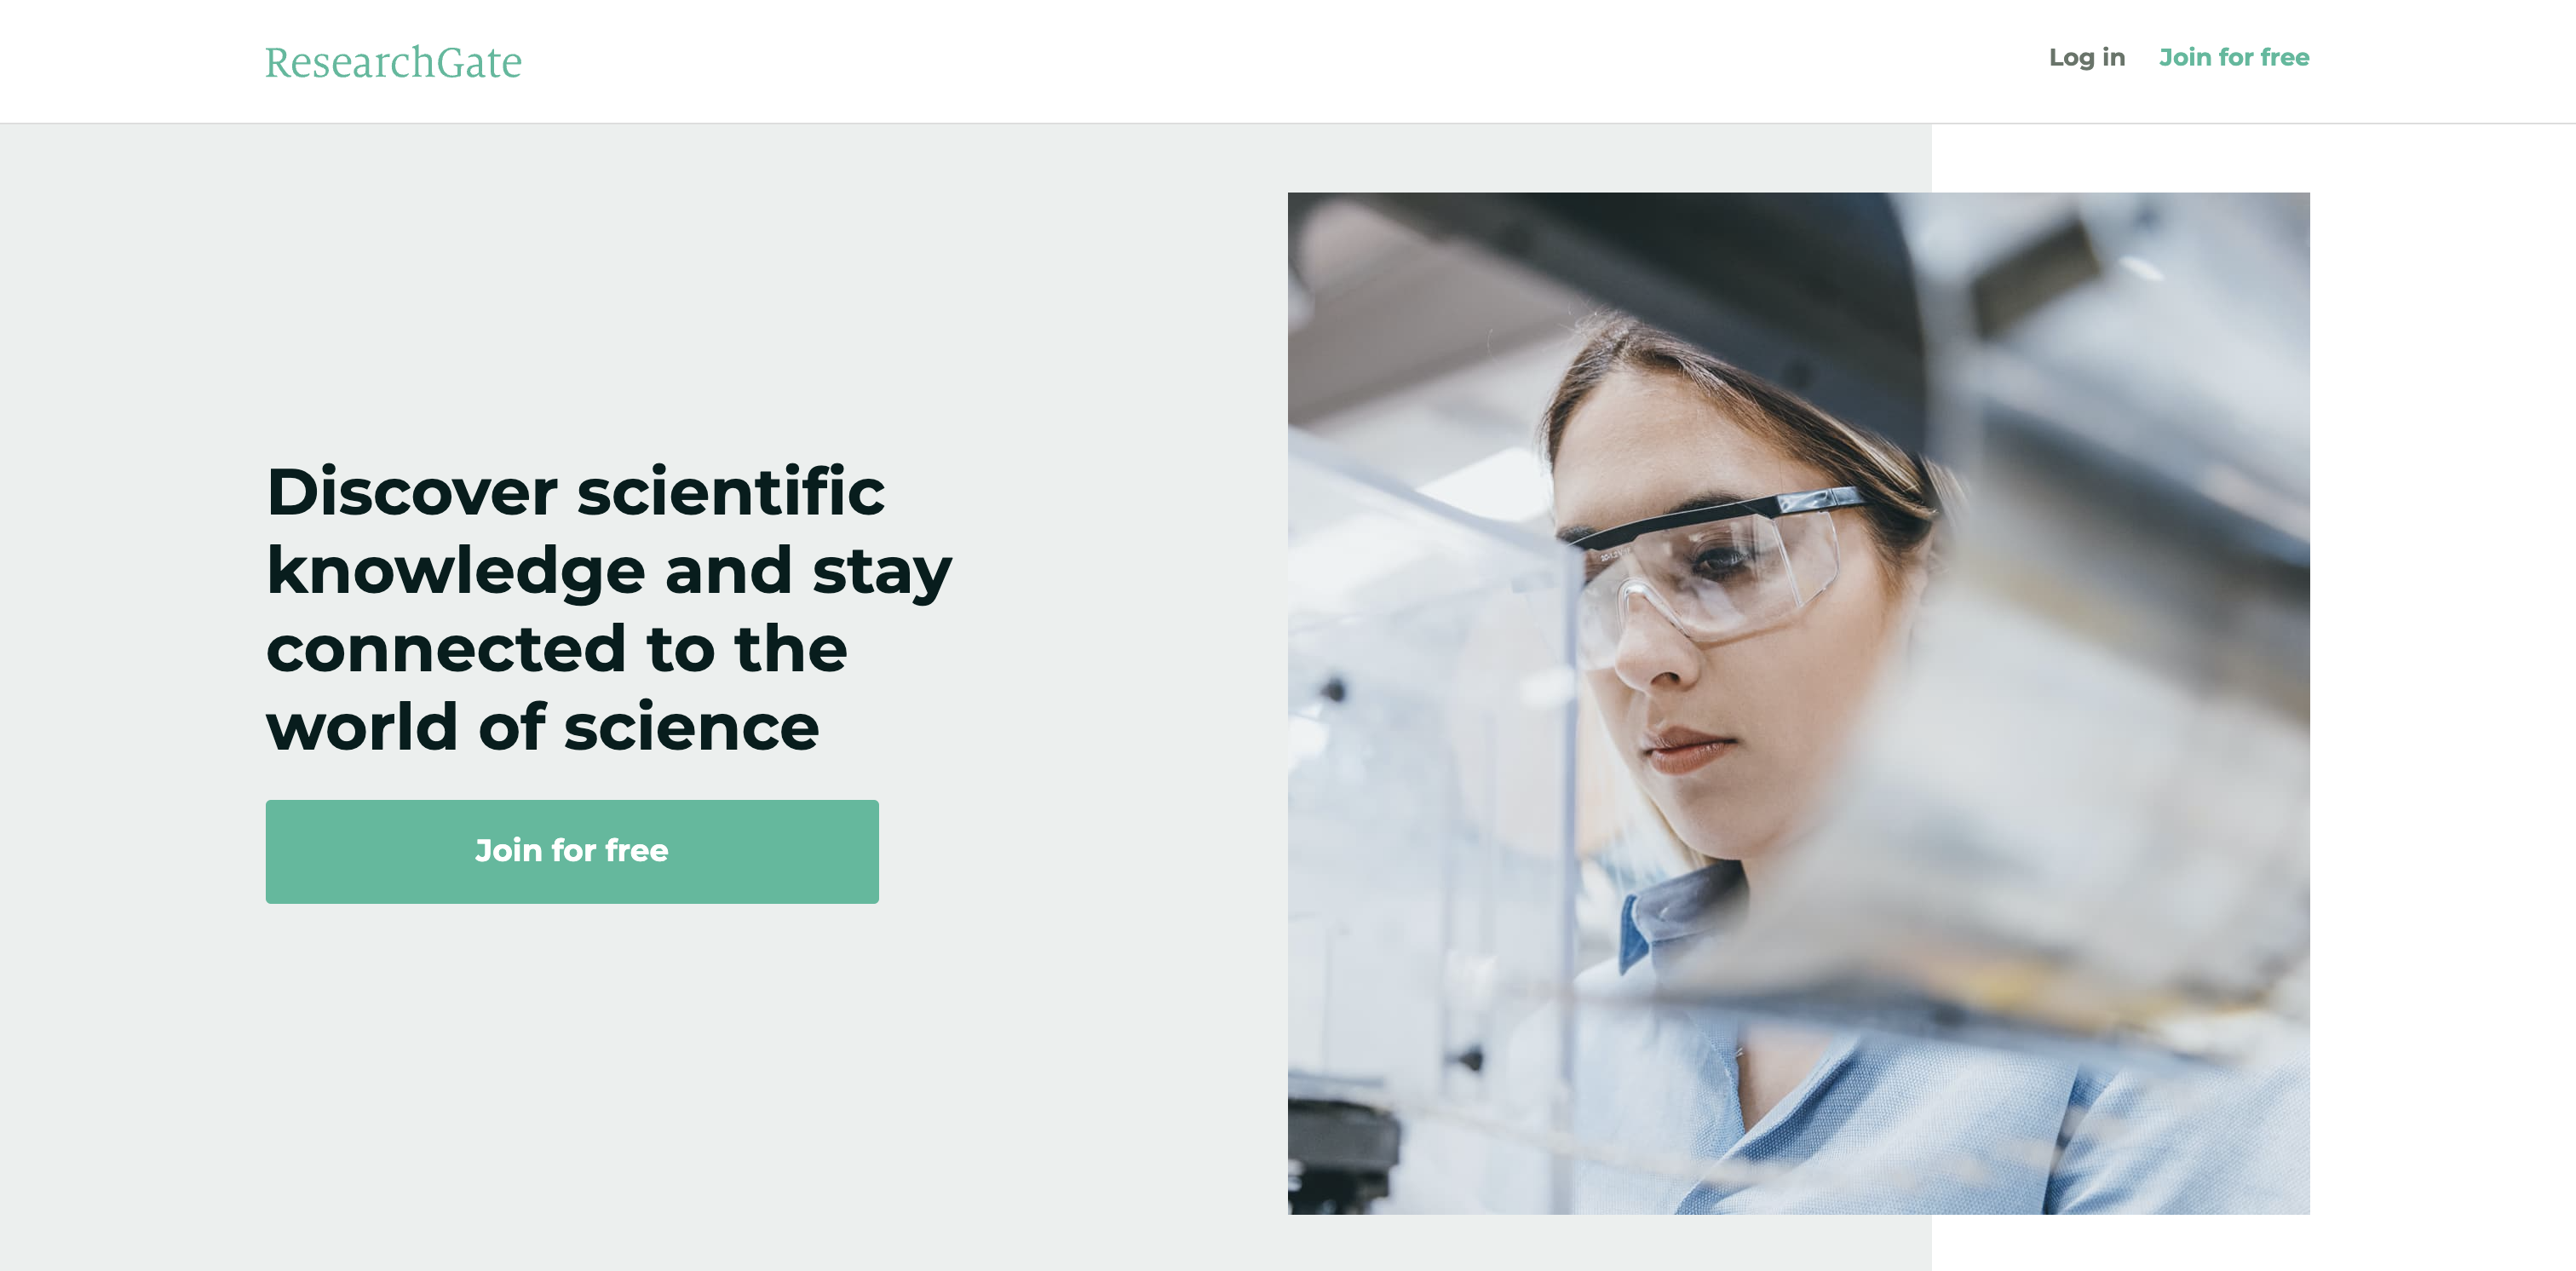 ResearchGate
Log in
Join for free
Discover scientific
knowledge and stay
connected to the
world of science
Join for free